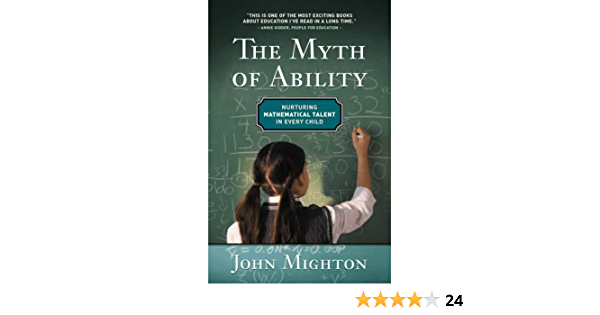 "THIS IS ONE OF THE MOST EXCITING BOOKS
ABOUT EDUCATION I'VE READ IN A LONG TIME."
– ANNIE KIDDER, PEOPLE FOR EDUCATION –
THE MYTH
OF ABILITY
NURTURING
MATHEMATICAL TALENT
IN EVERY CHILD
JOHN MIGHTON
24